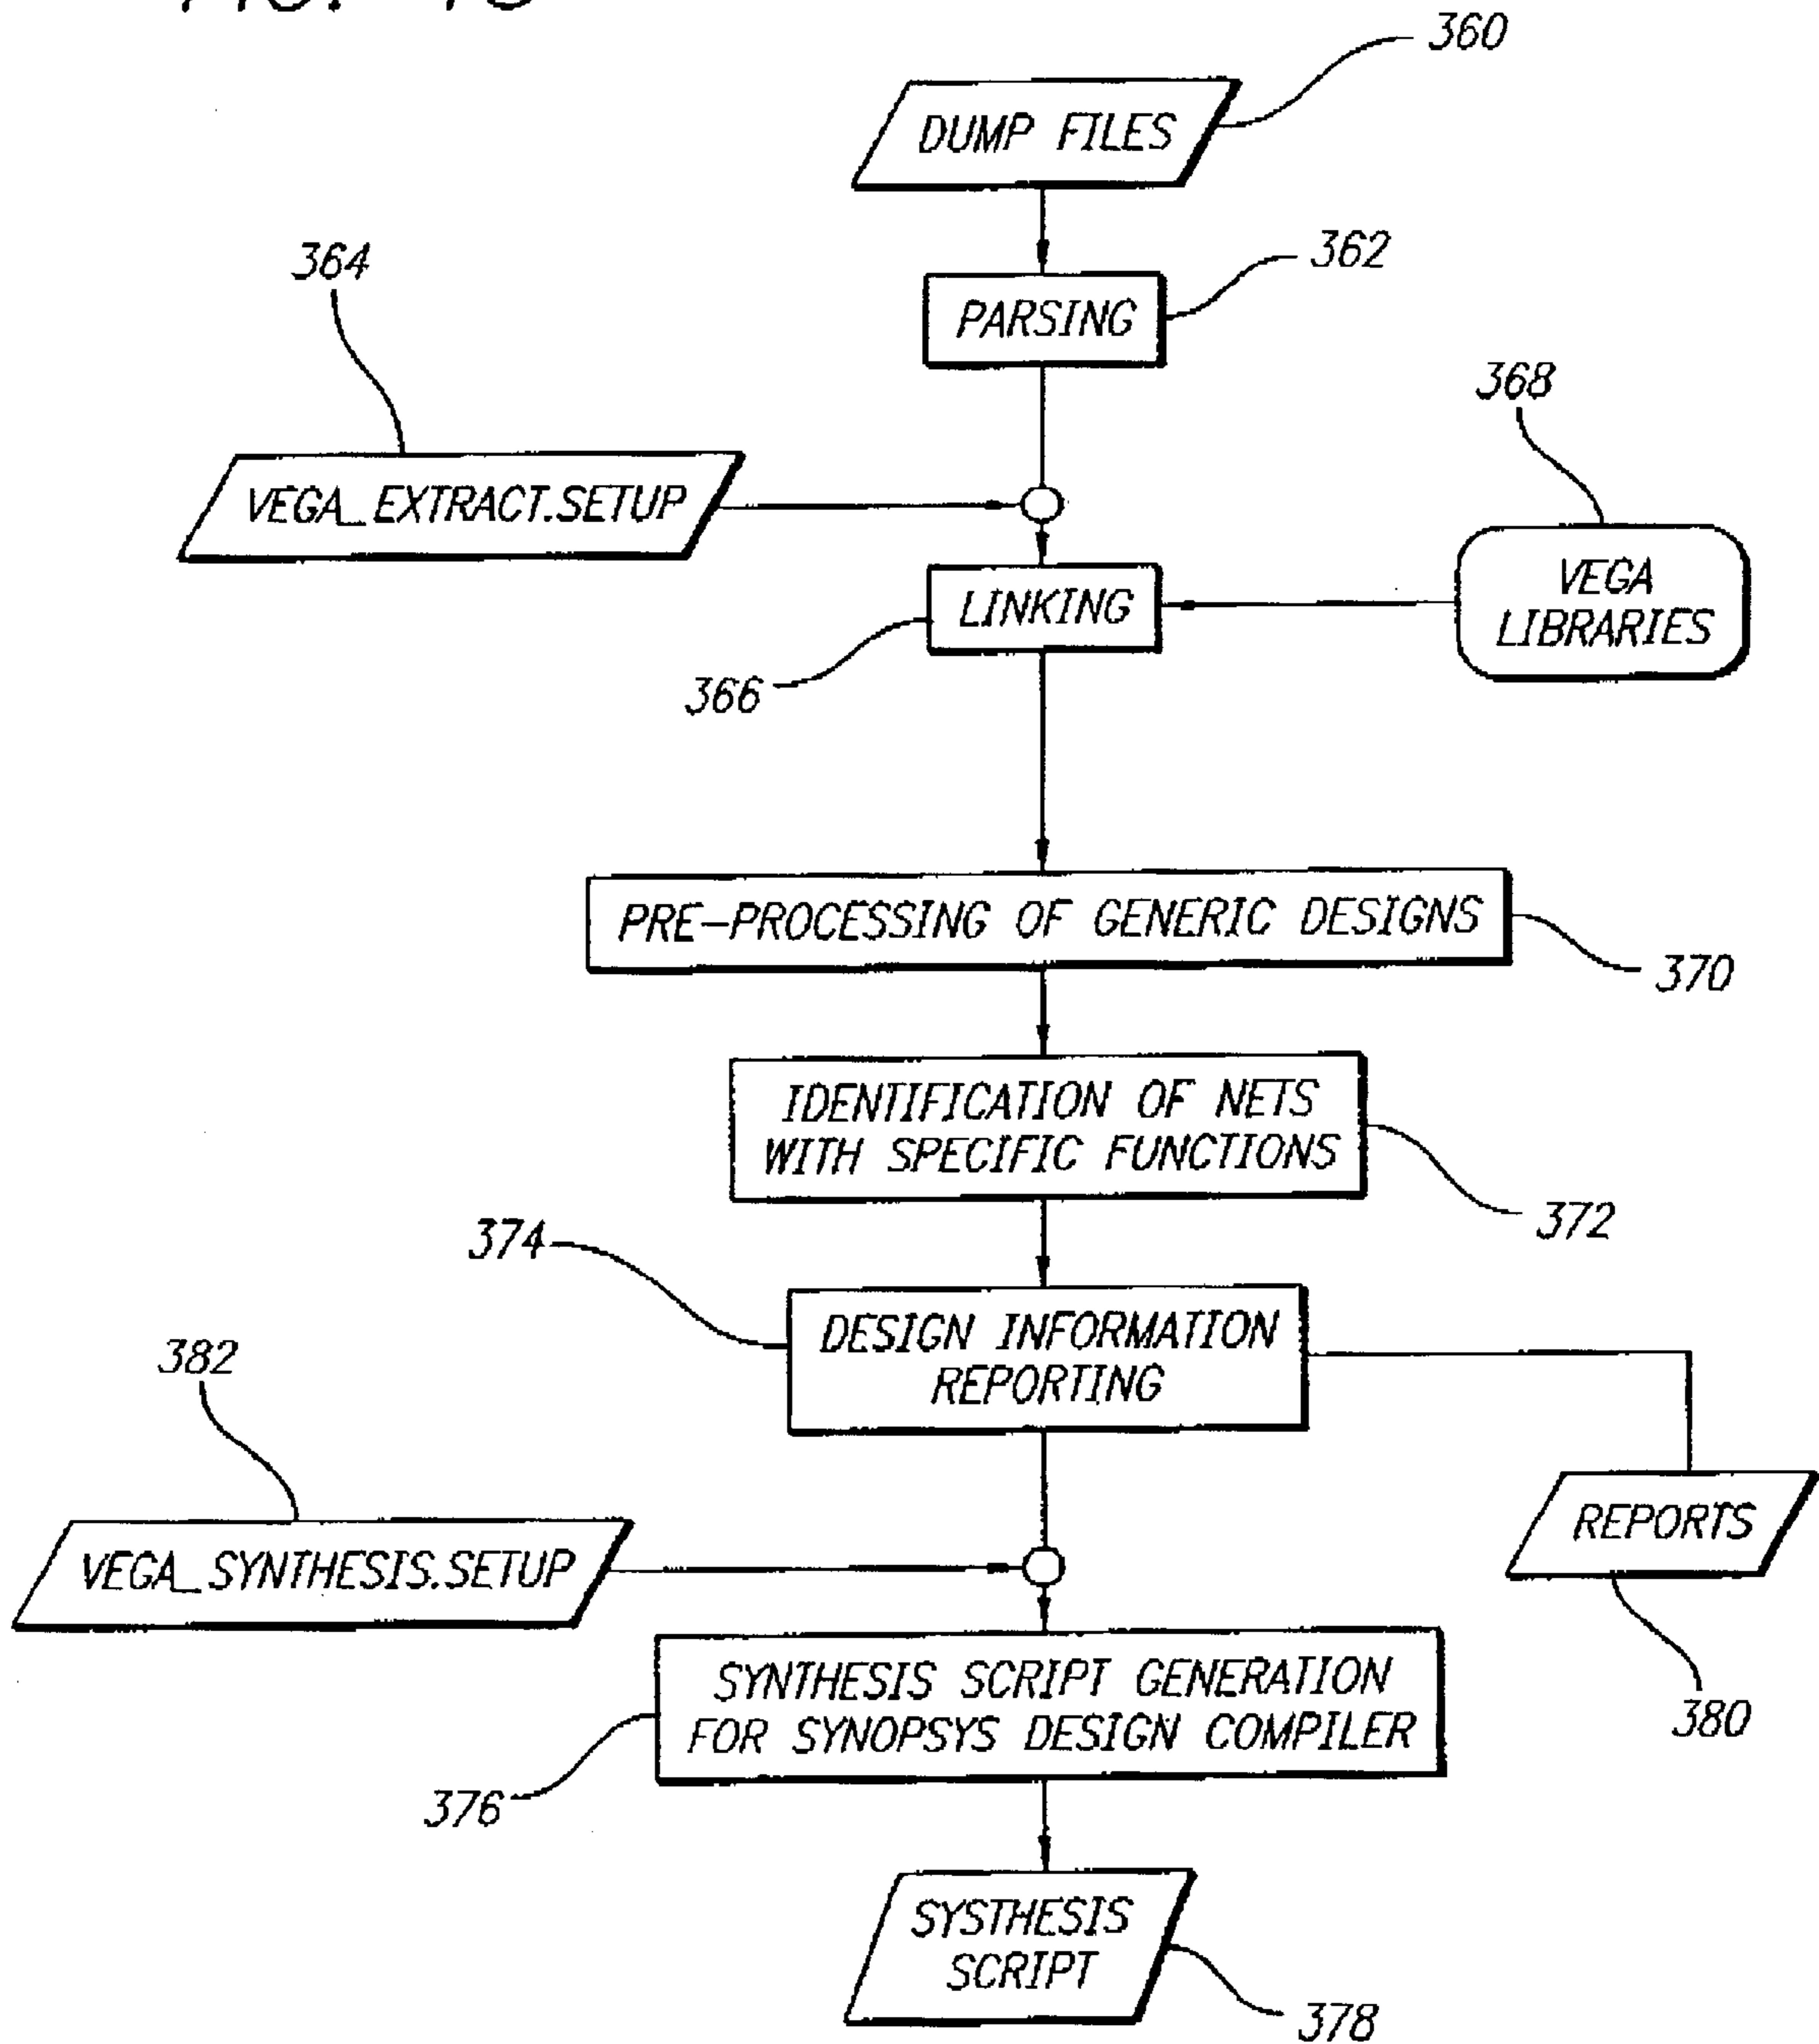 360
DUMP FILES
364
362
PARSING
368
VEGA_EXTRACT.SETUP
VEGA
LIBRARIES
LINKING
366
PRE-PROCESSING OF GENERIC DESIGNS
370
IDENTIFICATION OF NETS
WITH SPECIFIC FUNCTIONS
372
374
DESIGN INFORMATION
REPORTING
382
REPORTS
VEGA_SYNTHESIS.SETUP
380
SYNTHESIS SCRIPT GENERATION
FOR SYNOPSYS DESIGN COMPILER
376
SYSTHESIS
SCRIPT
378